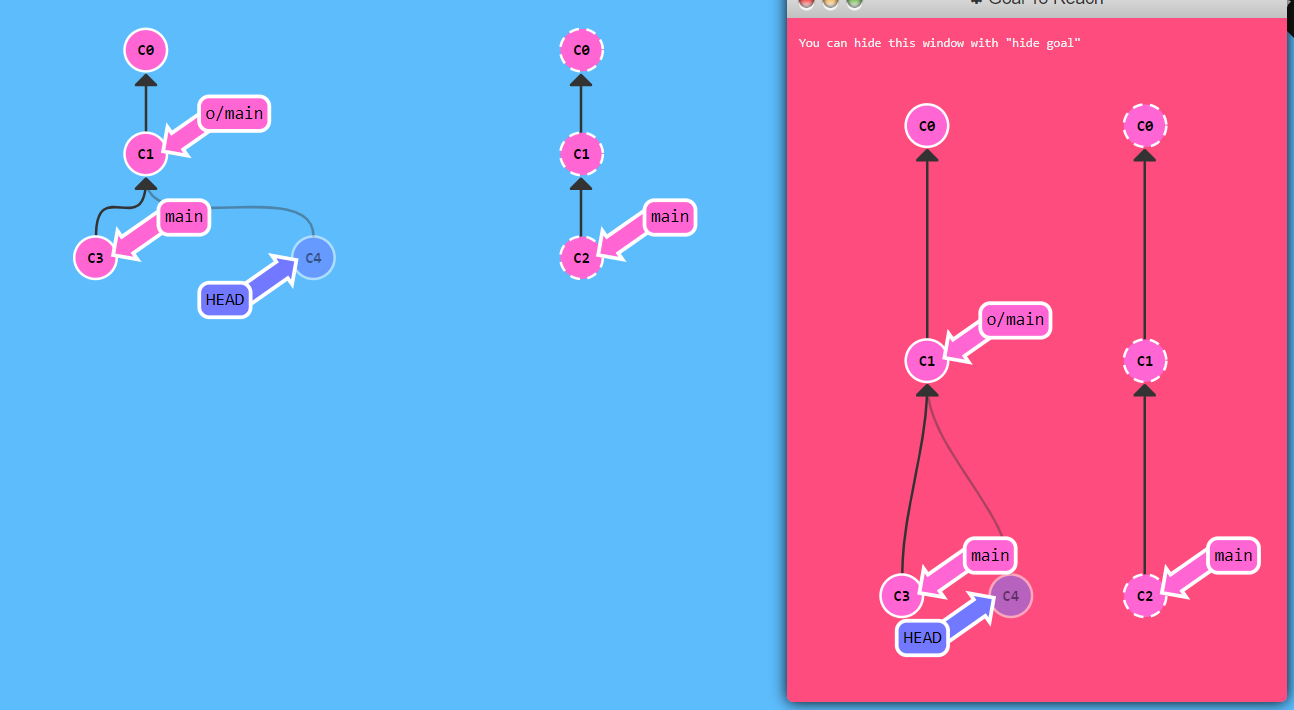 C0
o/main
C1
main
C3
C4
HEAD
C0
C1
main
C2
Goal To Reach
You can hide this window with "hide goal"
C0
o/main
C1
main
C3
C4
HEAD
C0
C1
main
C2